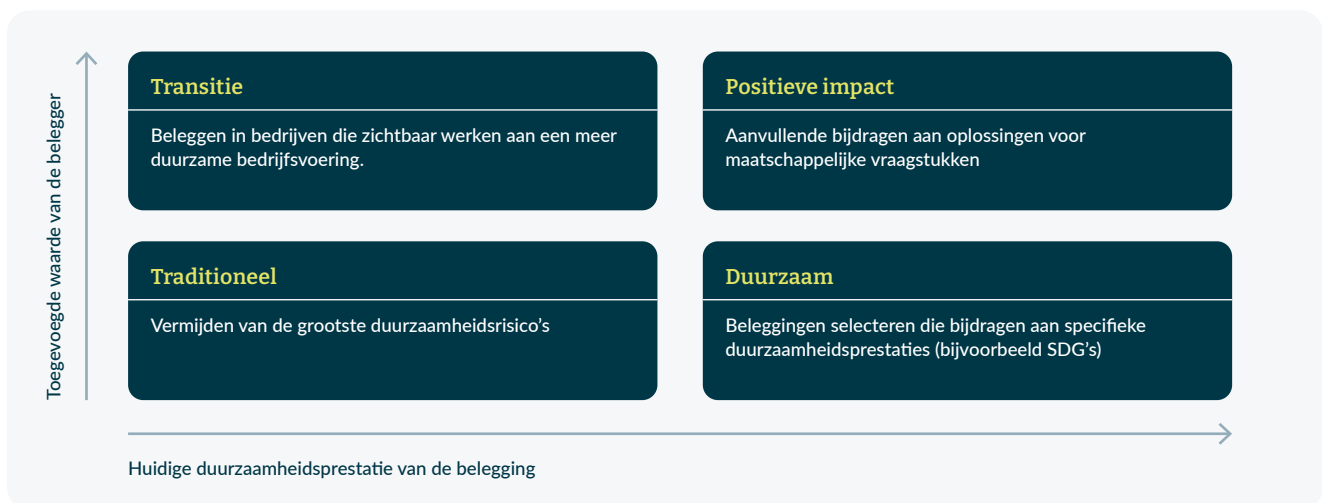 Toegevoegde waarde van de belegger
Transitie
Beleggen in bedrijven die zichtbaar werken aan een meer
duurzame bedrijfsvoering.
Positieve impact
Aanvullende bijdragen aan oplossingen voor
maatschappelijke vraagstukken
Traditioneel
Vermijden van de grootste duurzaamheidsrisico’s
Duurzaam
Beleggingen selecteren die bijdragen aan specifieke
duurzaamheidsprestaties (bijvoorbeeld SDG’s)
Huidige duurzaamheidsprestatie van de belegging